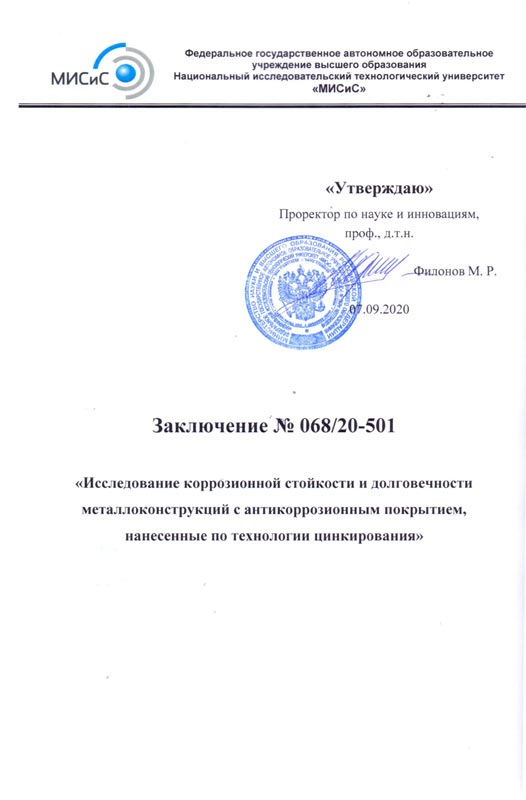 МИСиС
Федеральное государственное автономное образовательное
учреждение высшего образования
Национальный исследовательский технологический университет
«МИСиС»
«Утверждаю»
Проректор по науке и инновациям,
проф., д.т.н.
Филонов М. Р.
07.09.2020
Заключение № 068/20-501
«Исследование коррозионной стойкости и долговечности
металлоконструкций с антикоррозионным покрытием,
нанесенные по технологии цинкирования»